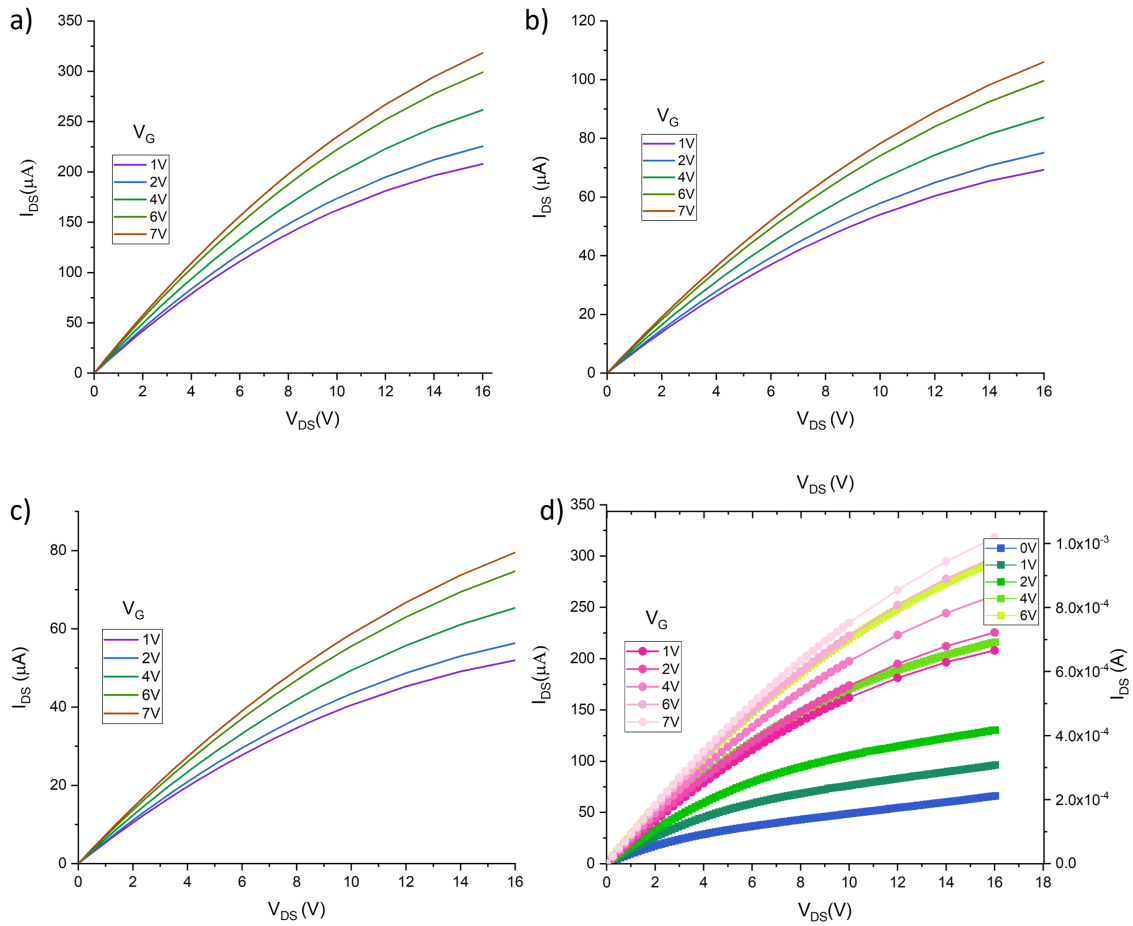 a)
350
300
250
200
150
100
50
0
I_DS(μA)
V_G
1V
2V
4V
6V
7V
0 2 4 6 8 10 12 14 16
V_DS(V)
b)
120
100
80
60
40
20
0
I_DS (μA)
V_G
1V
2V
4V
6V
7V
0 2 4 6 8 10 12 14 16
V_DS (V)
c)
80
60
40
20
0
I_DS (μA)
V_G
1V
2V
4V
6V
7V
0 2 4 6 8 10 12 14 16
V_DS (V)
V_DS (V)
d)
350
300
250
200
150
100
50
0
I_DS(μA)
V_G
1V
2V
4V
6V
7V
0V
1V
2V
4V
6V
1.0x10⁻³
8.0x10⁻⁴
6.0x10⁻⁴
4.0x10⁻⁴
2.0x10⁻⁴
0.0
I_DS (A)
0 2 4 6 8 10 12 14 16 18
V_DS(V)